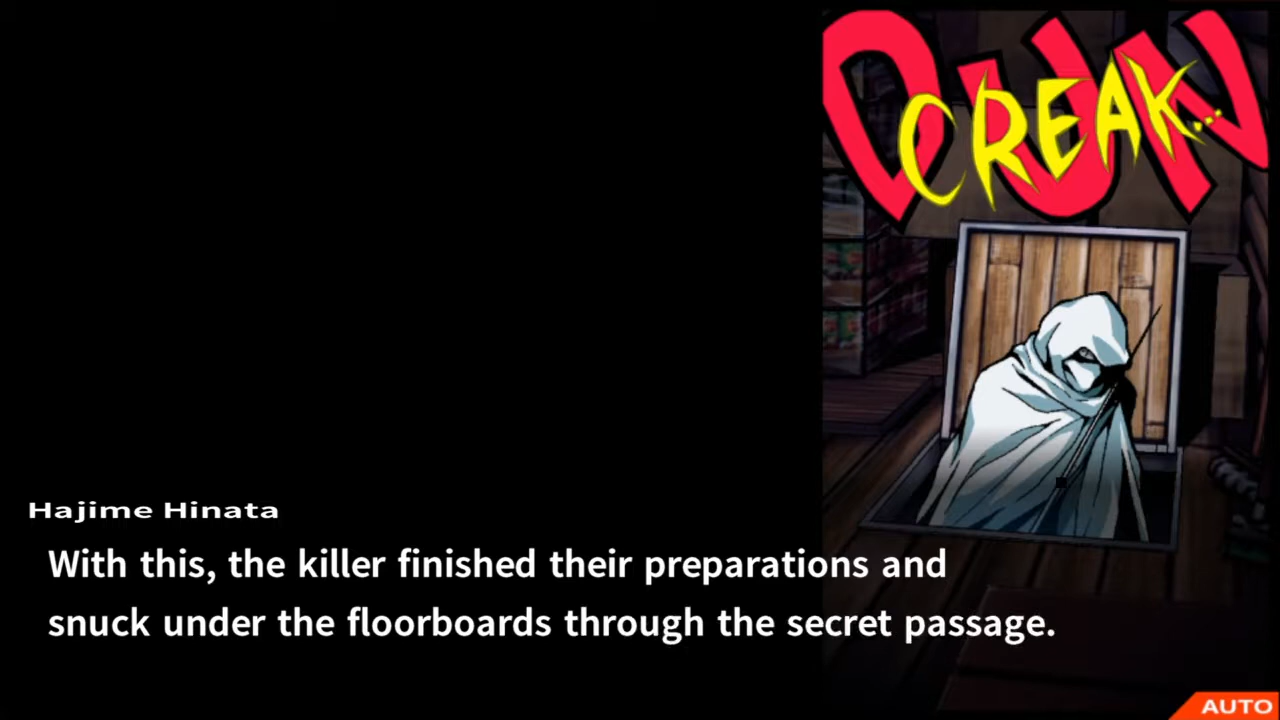 DUN
CREAK...
Hajime Hinata
With this, the killer finished their preparations and
snuck under the floorboards through the secret passage.
AUTO